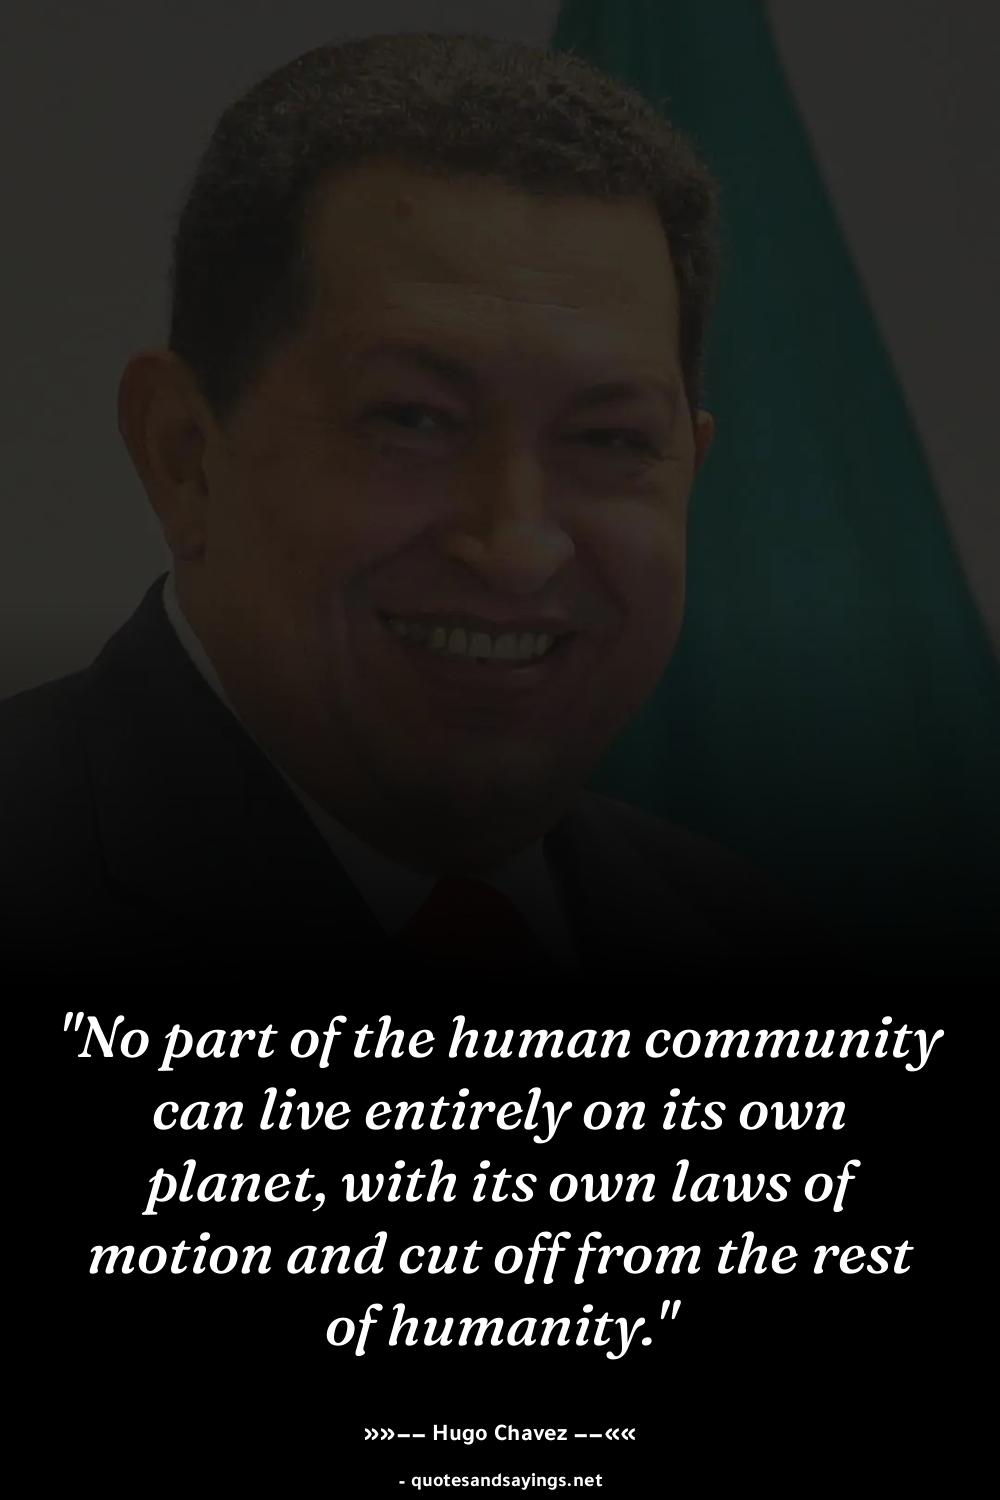 "No part of the human community
can live entirely on its own
planet, with its own laws of
motion and cut off from the rest
of humanity."
»»−− Hugo Chavez −−««
- quotesandsayings.net